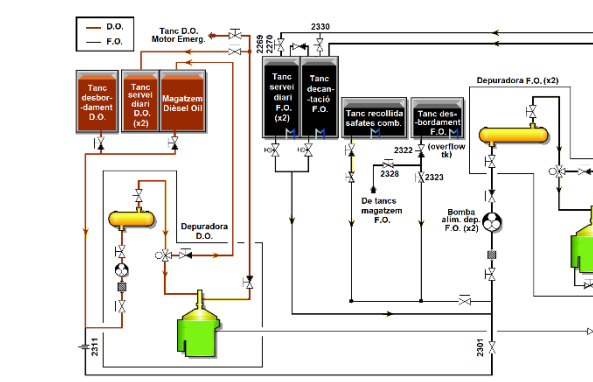 D.O.
F.O.
Tanc D.O.
Motor Emerg.
2269
2270
2330
Tanc
desbor-
dament
D.O.
Tanc
servei
diari
D.O.
(x2)
Magatzem
Dièsel Oil
Tanc
servei
diari
F.O.
(x2)
Tanc
decan-
tació
F.O.
Tanc recollida
safates comb.
Tanc des-
bordament
F.O.
(overflow
tk)
Depuradora F.O. (x2)
2322
2328
2323
De tancs
magatzem
F.O.
Bomba
alim. dep.
F.O. (x2)
Depuradora
D.O.
2311
2301